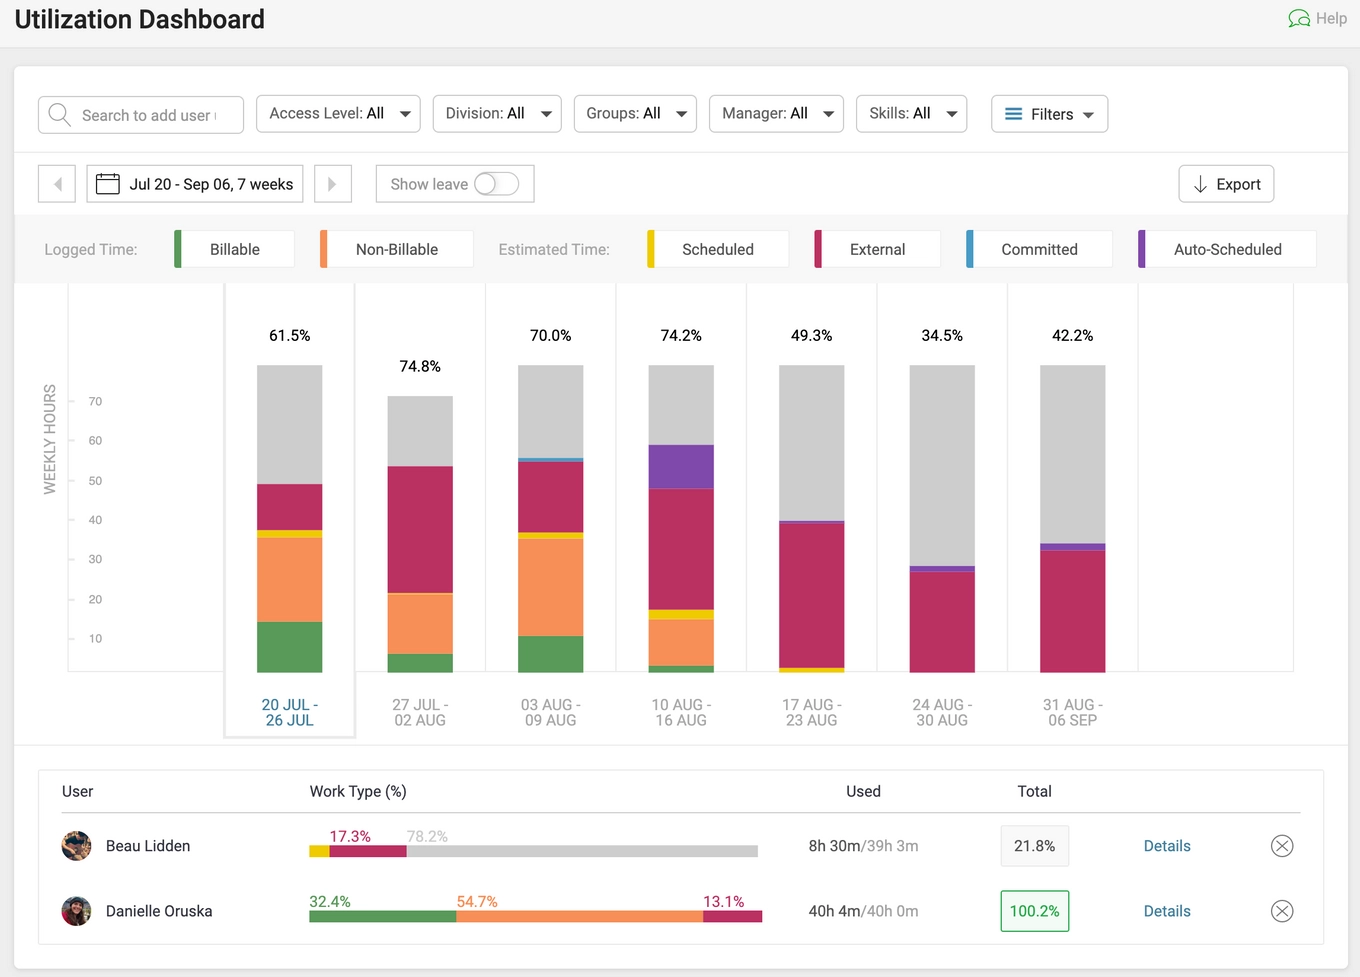 Utilization Dashboard
Help
Search to add user
Access Level: All
Division: All
Groups: All
Manager: All
Skills: All
Filters
Jul 20 - Sep 06, 7 weeks
Show leave
Export
Logged Time:
Billable
Non-Billable
Estimated Time:
Scheduled
External
Committed
Auto-Scheduled
WEEKLY HOURS
70
60
50
40
30
20
10
61.5%
74.8%
70.0%
74.2%
49.3%
34.5%
42.2%
20 JUL -
26 JUL
27 JUL -
02 AUG
03 AUG -
09 AUG
10 AUG -
16 AUG
17 AUG -
23 AUG
24 AUG -
30 AUG
31 AUG -
06 SEP
User
Work Type (%)
Used
Total
Beau Lidden
17.3%
78.2%
8h 30m/39h 3m
21.8%
Details
Danielle Oruska
32.4%
54.7%
13.1%
40h 4m/40h 0m
100.2%
Details